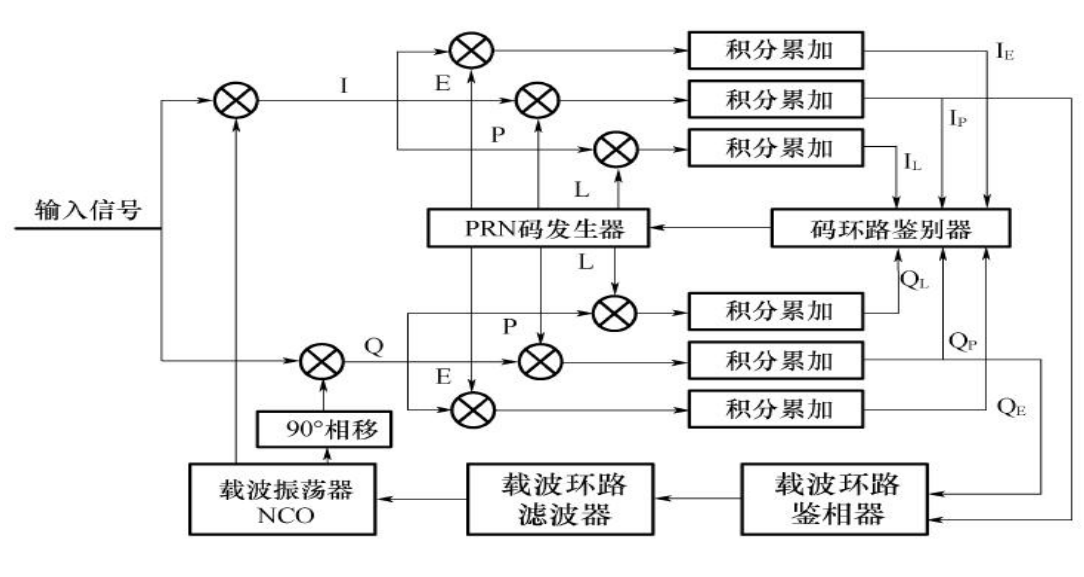 积分累加
I_E
I
E
积分累加
I_P
P
积分累加
I_L
L
输入信号
PRN码发生器
码环路鉴别器
L
Q_L
积分累加
P
Q
Q_P
积分累加
E
积分累加
Q_E
90°相移
载波振荡器
NCO
载波环路
滤波器
载波环路
鉴相器